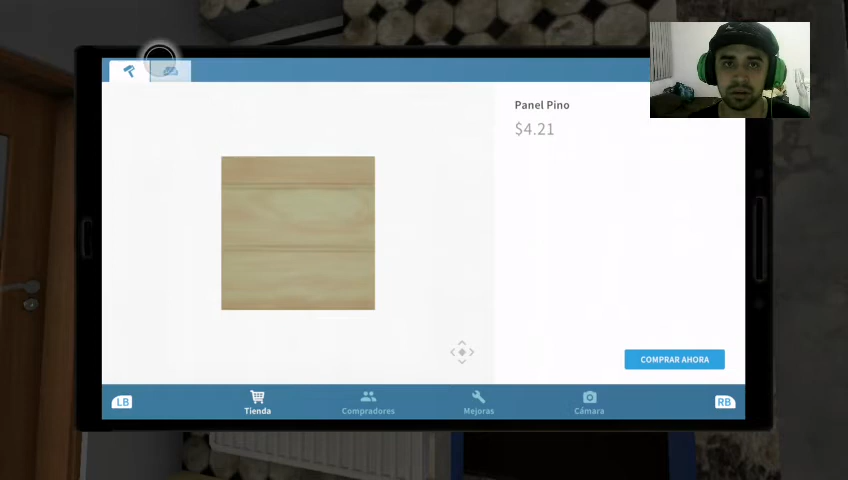 Panel Pino
$4.21
COMPRAR AHORA
LB
Tienda
Compradores
Mejoras
Cámara
RB